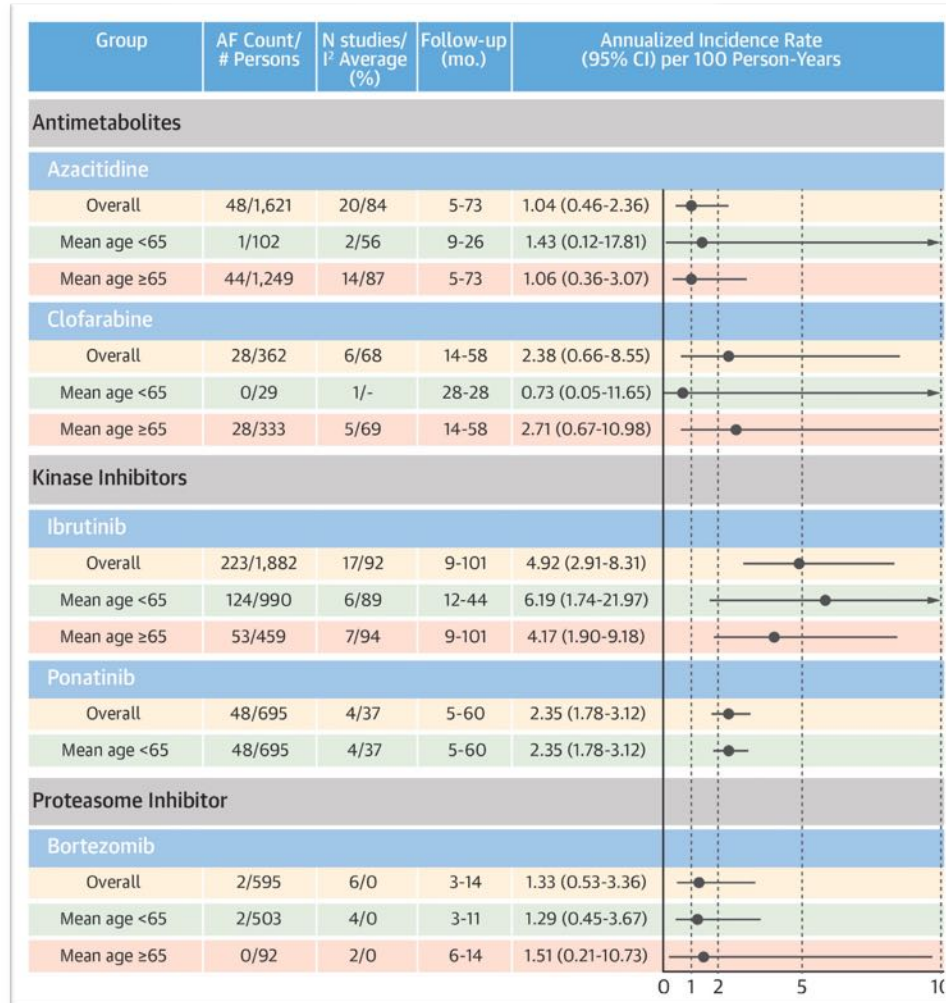 Group AF Count/ # Persons N studies/ I² Average (%) Follow-up (mo.) Annualized Incidence Rate (95% CI) per 100 Person-Years
Antimetabolites
Azacitidine
Overall 48/1,621 20/84 5-73 1.04 (0.46-2.36)
Mean age <65 1/102 2/56 9-26 1.43 (0.12-17.81)
Mean age ≥65 44/1,249 14/87 5-73 1.06 (0.36-3.07)
Clofarabine
Overall 28/362 6/68 14-58 2.38 (0.66-8.55)
Mean age <65 0/29 1/- 28-28 0.73 (0.05-11.65)
Mean age ≥65 28/333 5/69 14-58 2.71 (0.67-10.98)
Kinase Inhibitors
Ibrutinib
Overall 223/1,882 17/92 9-101 4.92 (2.91-8.31)
Mean age <65 124/990 6/89 12-44 6.19 (1.74-21.97)
Mean age ≥65 53/459 7/94 9-101 4.17 (1.90-9.18)
Ponatinib
Overall 48/695 4/37 5-60 2.35 (1.78-3.12)
Mean age <65 48/695 4/37 5-60 2.35 (1.78-3.12)
Proteasome Inhibitor
Bortezomib
Overall 2/595 6/0 3-14 1.33 (0.53-3.36)
Mean age <65 2/503 4/0 3-11 1.29 (0.45-3.67)
Mean age ≥65 0/92 2/0 6-14 1.51 (0.21-10.73)
0 1 2 5